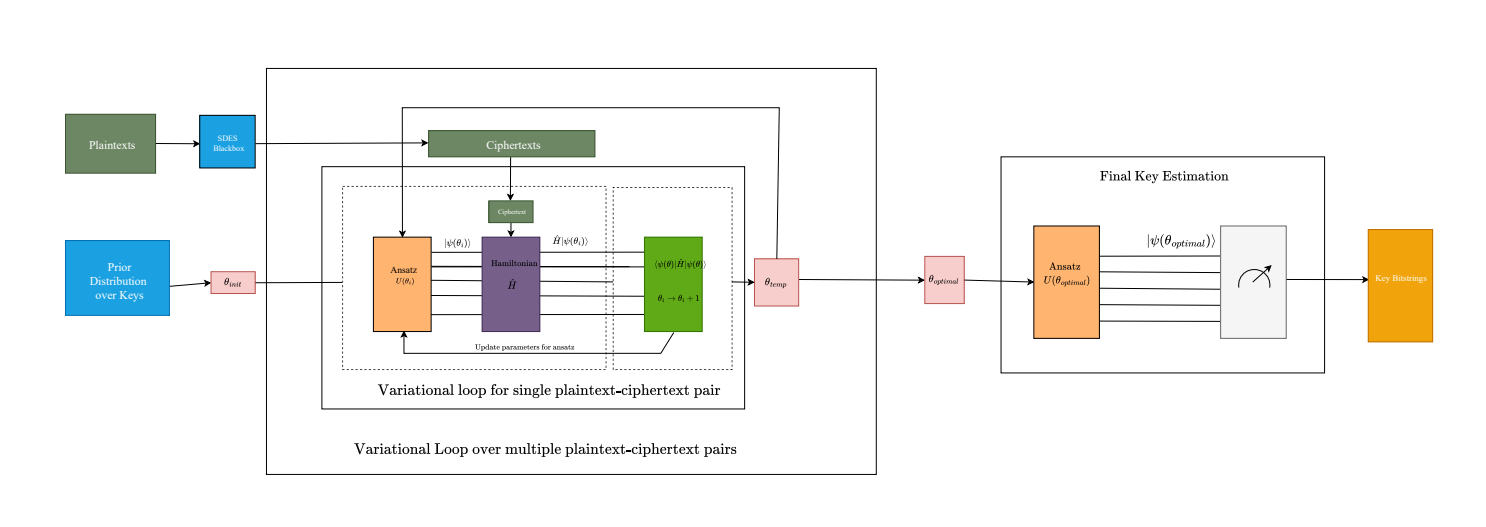 Plaintexts
SDES
Blackbox
Ciphertexts
Ciphertext
Prior
Distribution
over Keys
θ_init
Ansatz
U(θ_i)
|ψ(θ_i)⟩
Hamiltonian
Ĥ
Ĥ|ψ(θ_i)⟩
⟨ψ(θ)|Ĥ|ψ(θ)⟩
θ_i → θ_i + 1
Update parameters for ansatz
Variational loop for single plaintext-ciphertext pair
Variational Loop over multiple plaintext-ciphertext pairs
θ_temp
θ_optimal
Final Key Estimation
Ansatz
U(θ_optimal)
|ψ(θ_optimal)⟩
Key Bitstrings